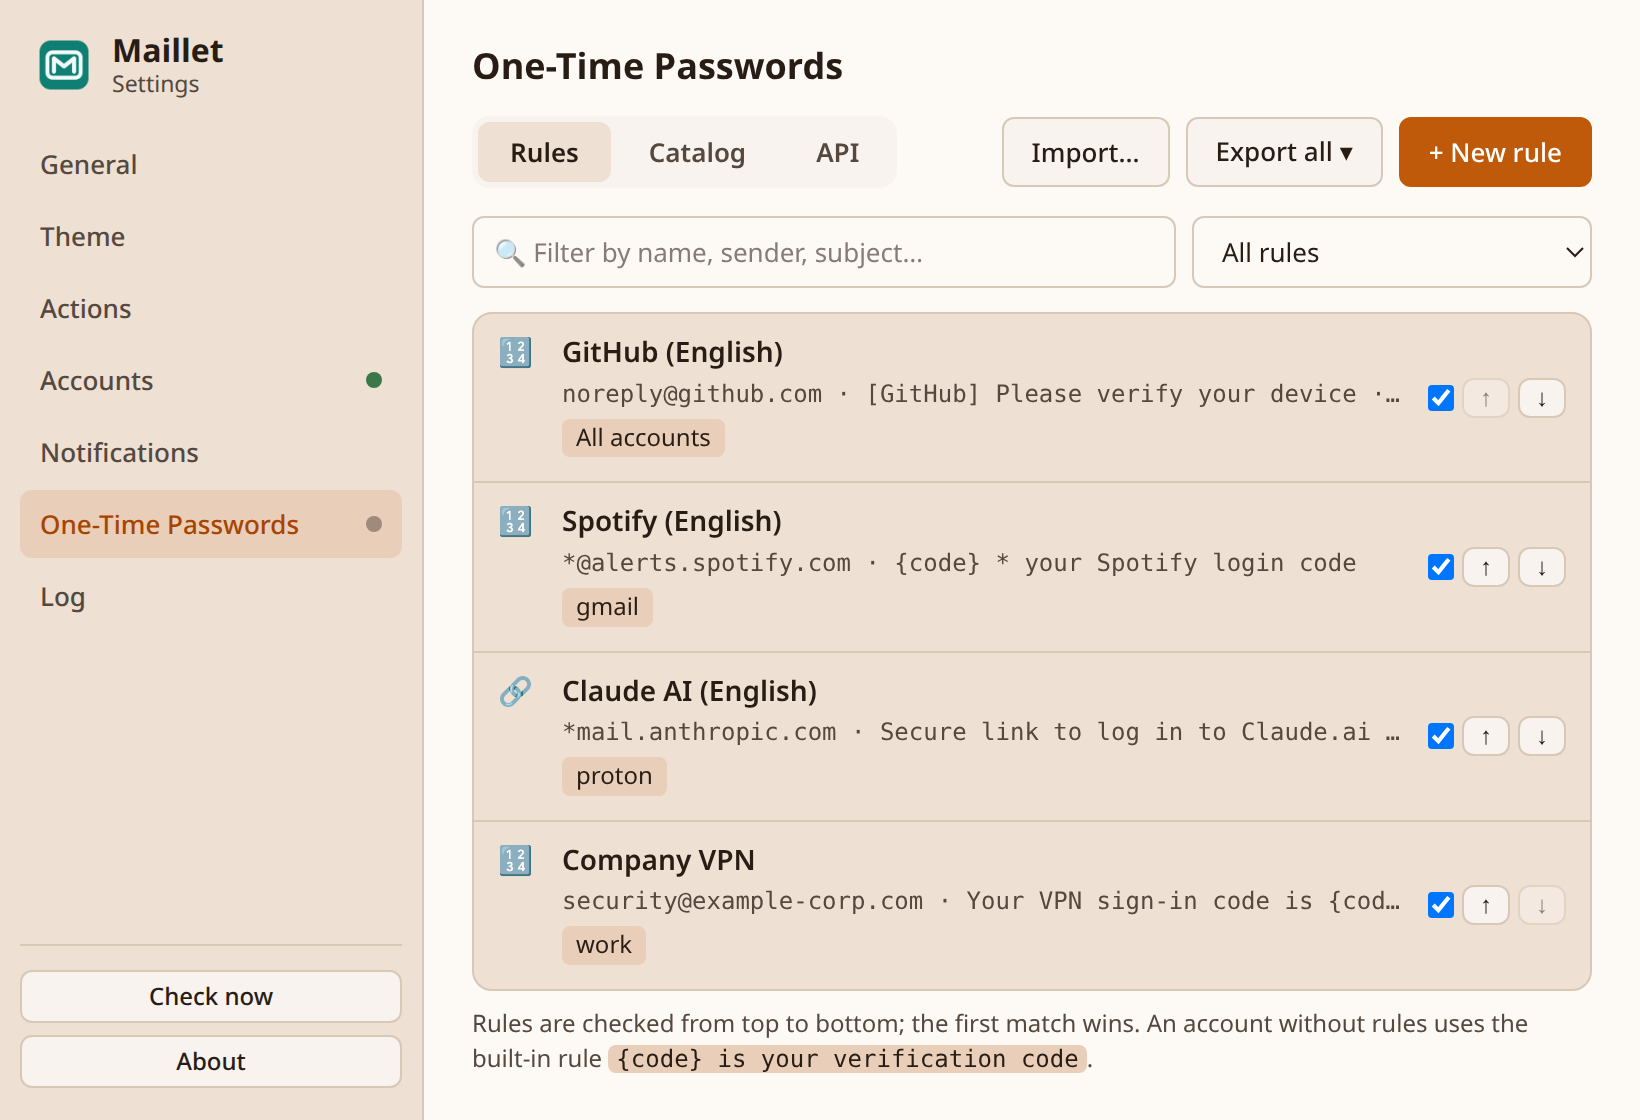 Maillet
Settings
General
Theme
Actions
Accounts
Notifications
One-Time Passwords
Log
Check now
About
One-Time Passwords
Rules Catalog API Import... Export all ▾ + New rule
🔍 Filter by name, sender, subject... All rules
GitHub (English)
noreply@github.com · [GitHub] Please verify your device ·…
All accounts
↑ ↓
Spotify (English)
*@alerts.spotify.com · {code} * your Spotify login code
gmail
↑ ↓
Claude AI (English)
*mail.anthropic.com · Secure link to log in to Claude.ai …
proton
↑ ↓
Company VPN
security@example-corp.com · Your VPN sign-in code is {cod…
work
↑ ↓
Rules are checked from top to bottom; the first match wins. An account without rules uses the
built-in rule {code} is your verification code.